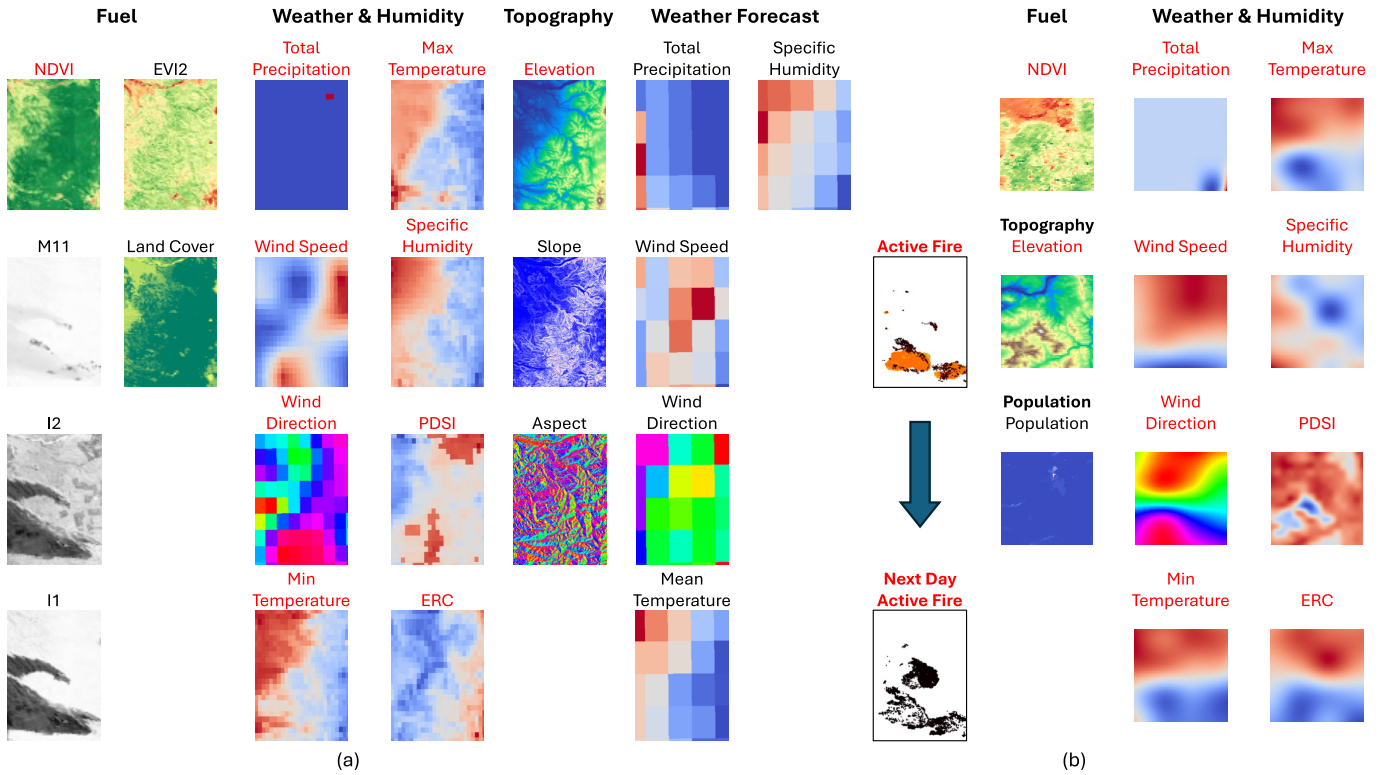 Fuel
Weather & Humidity
Topography
Weather Forecast
Fuel
Weather & Humidity
NDVI
EVI2
Total
Precipitation
Max
Temperature
Elevation
Total
Precipitation
Specific
Humidity
NDVI
Total
Precipitation
Max
Temperature
M11
Land Cover
Wind Speed
Specific
Humidity
Slope
Wind Speed
Active Fire
Topography
Elevation
Wind Speed
Specific
Humidity
I2
Wind
Direction
PDSI
Aspect
Wind
Direction
Population
Population
Wind
Direction
PDSI
I1
Min
Temperature
ERC
Mean
Temperature
Next Day
Active Fire
Min
Temperature
ERC
(a)
(b)